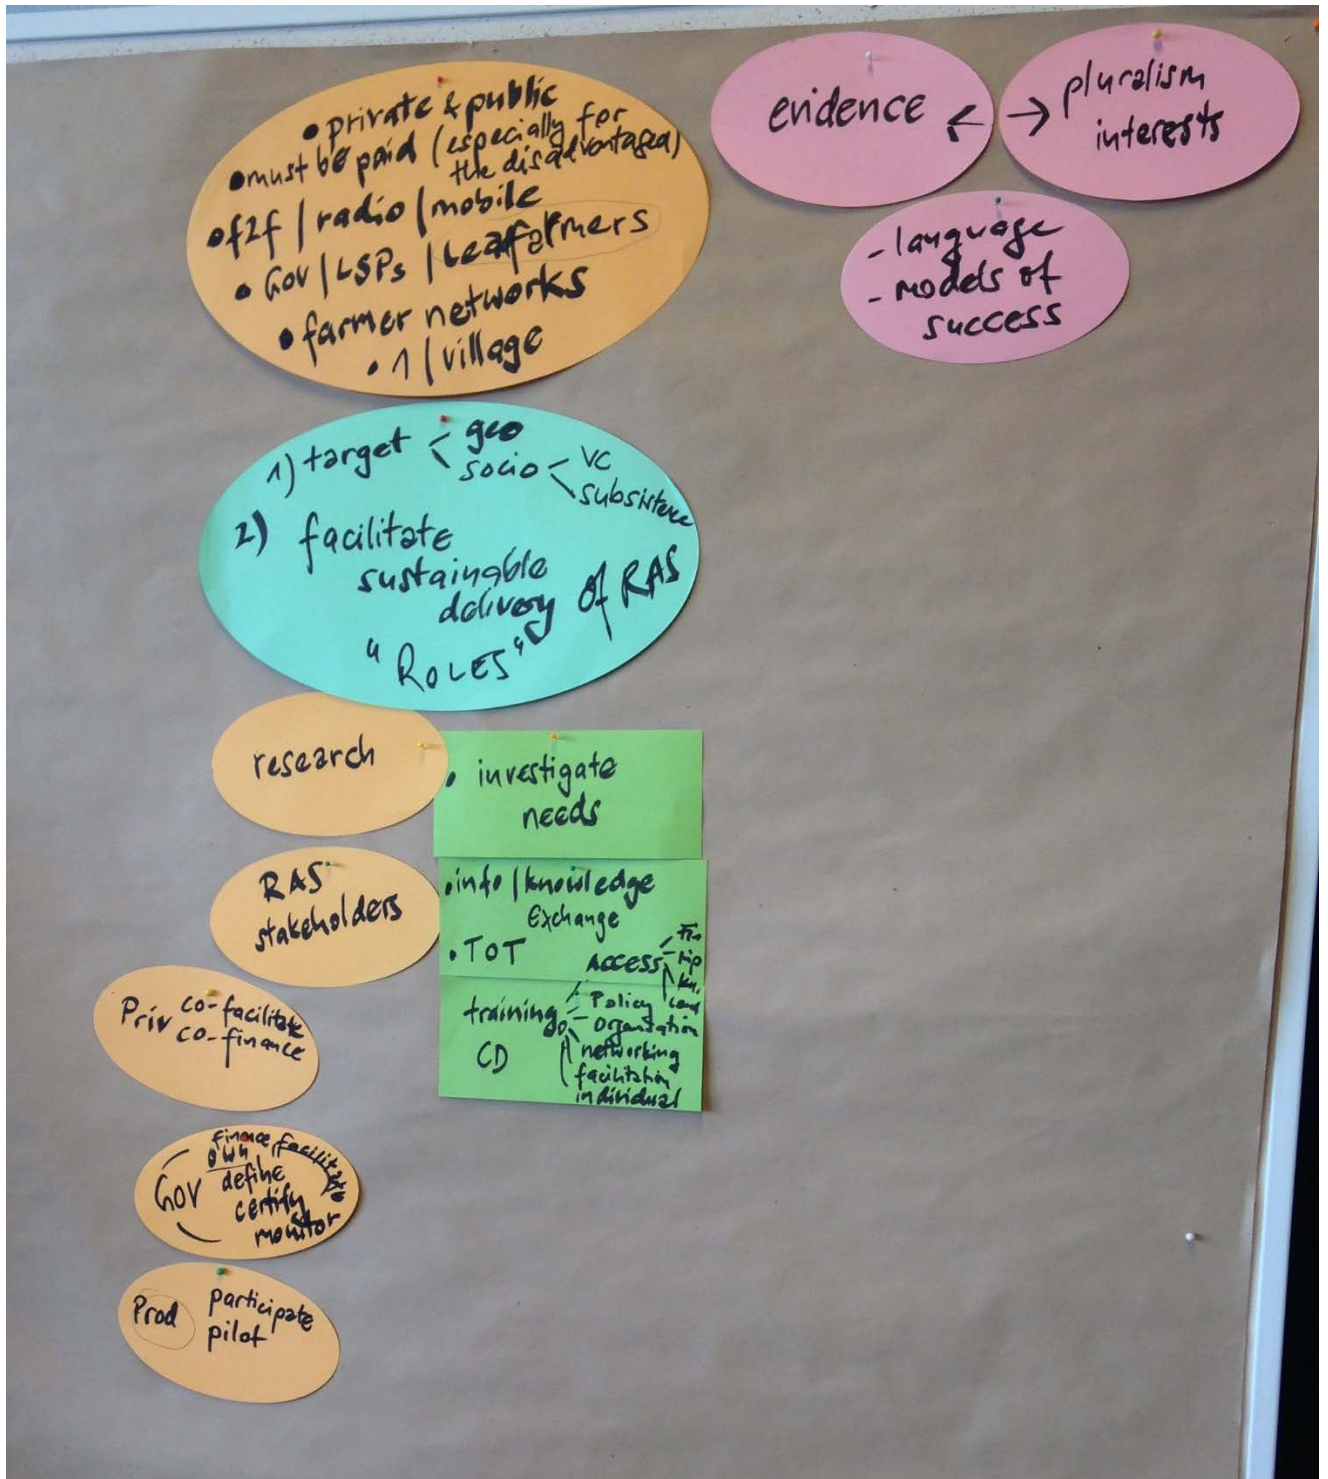 • private & public
• must be paid (especially for
the disadvantaged)
• f2f | radio | mobile
• Gov | LSPs | Leadfarmers
• farmer networks
• 1 | village
evidence ←
→ pluralism
interests
- language
- models of
success
1) target < geo
socio < VC
subsistence
2) facilitate
sustainable
delivery of RAS
"ROLES"
research
• investigate
needs
RAS
stakeholders
• info | knowledge
Exchange
• TOT
ACCESS
training
Policy
Organisation
networking
facilitation
individual
CD
Priv co-facilitate
co-finance
Gov
finance, facilitate
own
define
certify
monitor
Prod participate
pilot